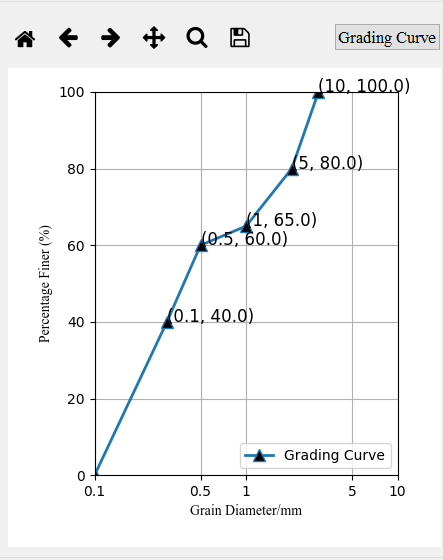 Grading Curve
(10, 100.0)
(5, 80.0)
(1, 65.0)
(0.5, 60.0)
(0.1, 40.0)
100
80
60
40
20
0
Percentage Finer (%)
Grading Curve
0.1 0.5 1 5 10
Grain Diameter/mm